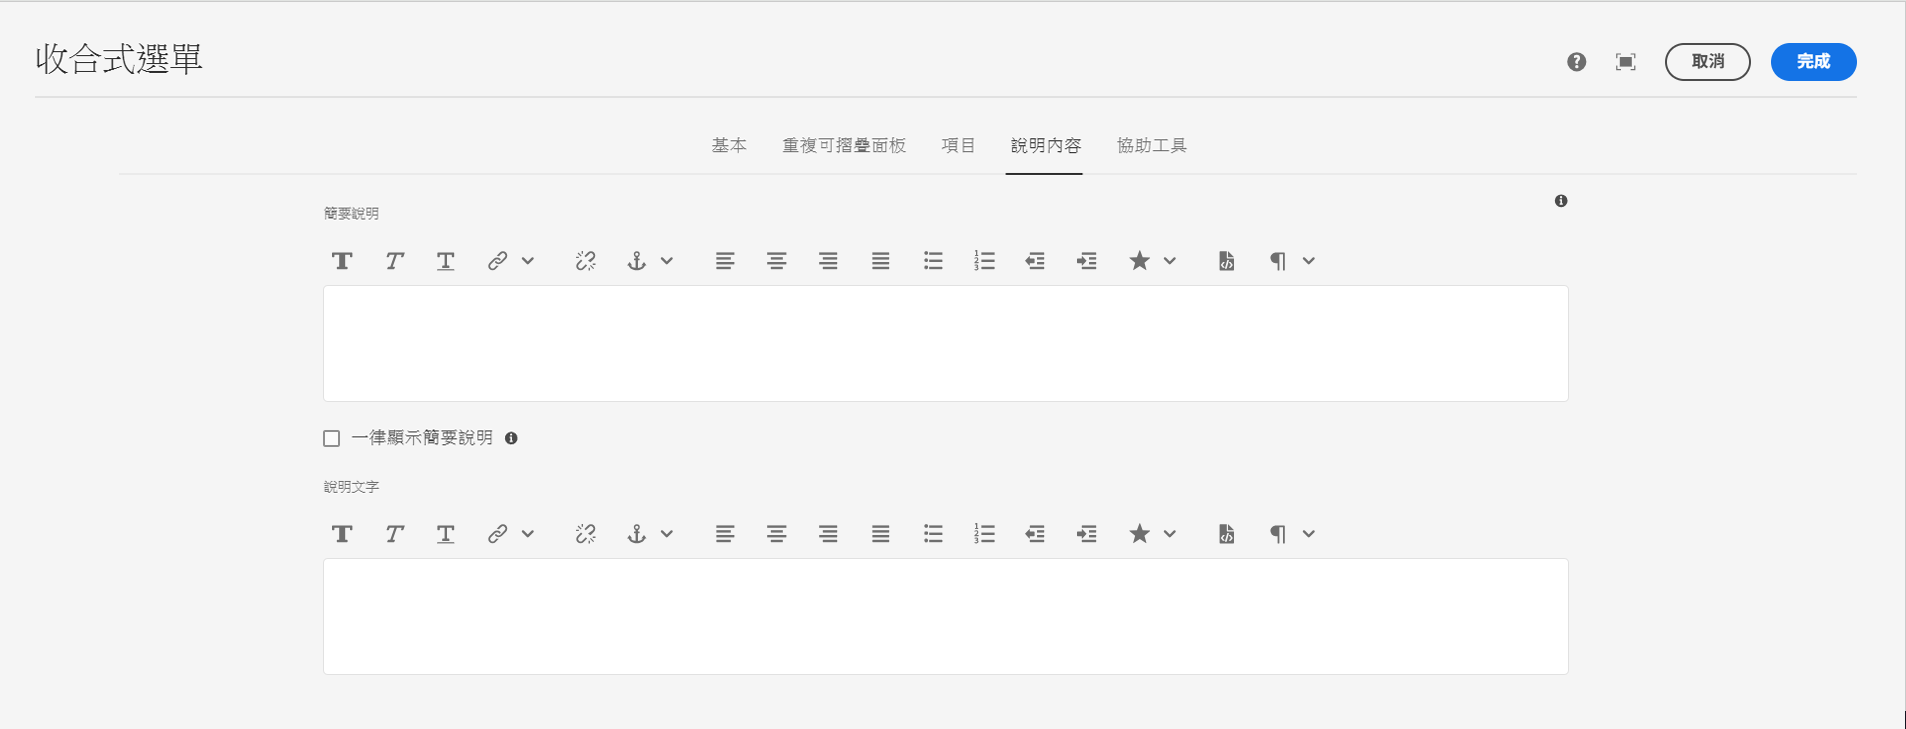 收合式選單
取消
完成
基本 重複可摺疊面板 項目 說明內容 協助工具
簡要說明
一律顯示簡要說明
說明文字